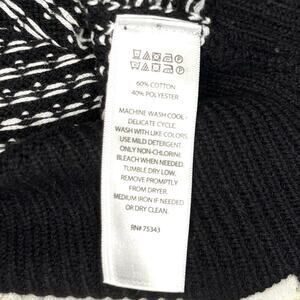 60% COTTON
40% POLYESTER
MACHINE WASH COOL-
DELICATE CYCLE.
WASH WITH LIKE COLORS.
USE MILD DETERGENT.
ONLY NON-CHLORINE
BLEACH WHEN NEEDED.
TUMBLE DRY LOW,
REMOVE PROMPTLY
FROM DRYER.
MEDIUM IRON IF NEEDED
OR DRY CLEAN.
RN# 75343